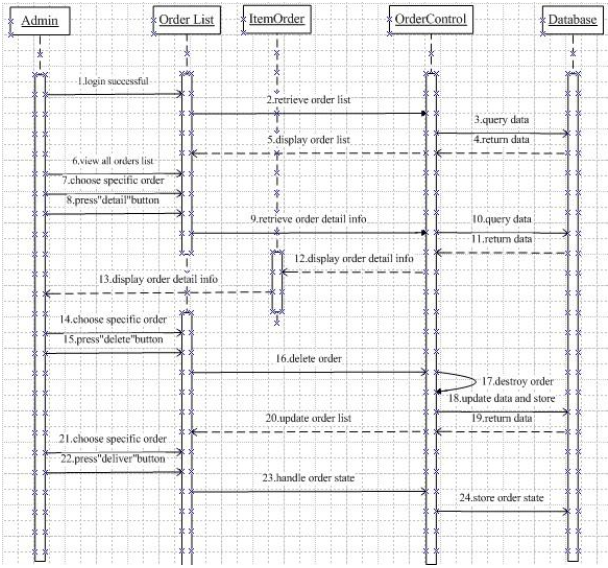 Admin
Order List
ItemOrder
OrderControl
Database
1.login successful
2.retrieve order list
3.query data
4.return data
5.display order list
6.view all orders list
7.choose specific order
8.press"detail"button
9.retrieve order detail info
10.query data
11.return data
12.display order detail info
13.display order detail info
14.choose specific order
15.press"delete"button
16.delete order
17.destroy order
18.update data and store
19.return data
20.update order list
21.choose specific order
22.press"deliver"button
23.handle order state
24.store order state